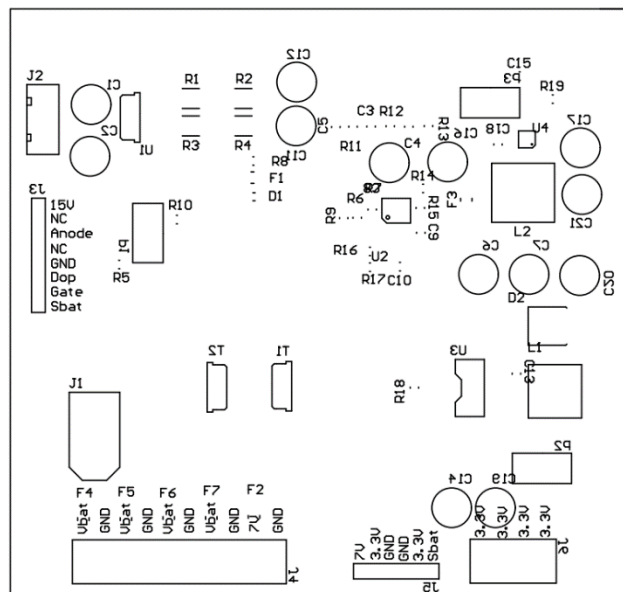 C12
C15
J2
C1
R1
R2
P3
R19
C2
C5
C3
R12
R13
C16
C18
U4
C17
U1
R3
R4
C11
R11
C4
R8
F1
D1
R14
J3
15V
NC
Anode
NC
GND
Dop
Gate
Sbat
P1
R10
R5
R9
R6
R15
C9
F3
L2
C21
R16
U2
R17
C10
C6
C7
C20
D2
T2
T1
U3
L1
C13
R18
J1
P2
C14
C19
F4
F5
F6
F7
F2
Vbat
GND
Vbat
GND
Vbat
GND
Vbat
GND
7V
GND
J4
7V
3.3V
GND
GND
3.3V
Sbat
J5
3.3V
3.3V
3.3V
3.3V
J6